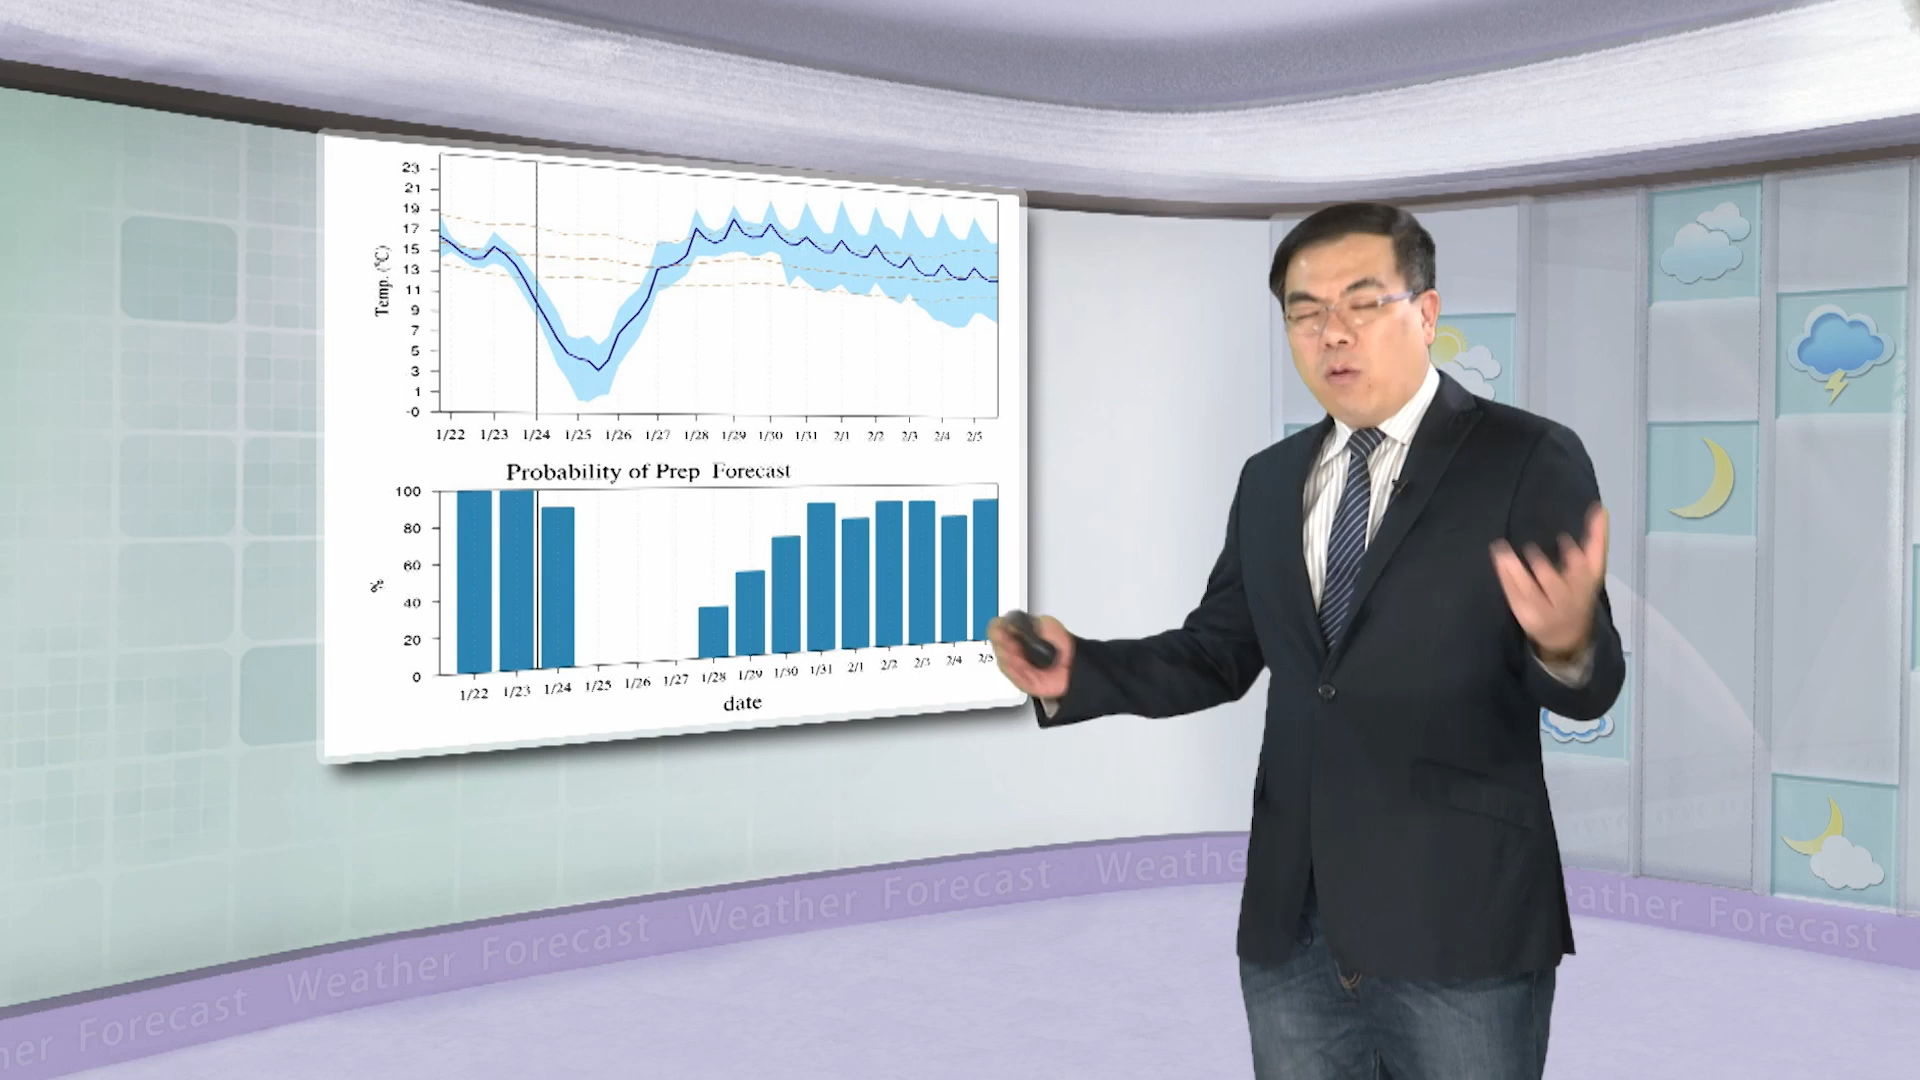 23
21
19
17
15
13
11
9
7
5
3
1
-0
Temp. (°C)
1/22 1/23 1/24 1/25 1/26 1/27 1/28 1/29 1/30 1/31 2/1 2/2 2/3 2/4 2/5
Probability of Prep Forecast
100
80
60
40
20
0
%
1/22 1/23 1/24 1/25 1/26 1/27 1/28 1/29 1/30 1/31 2/1 2/2 2/3 2/4 2/5
date
her Forecast Weather Forecast Weather Forecast Weathe
eather Forecast